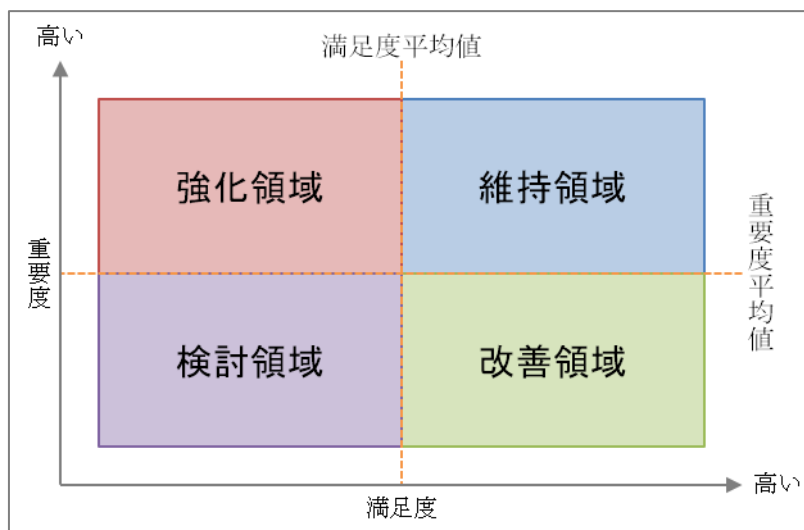 高い
満足度平均値
強化領域
維持領域
重要度
重要度平均値
検討領域
改善領域
満足度
高い